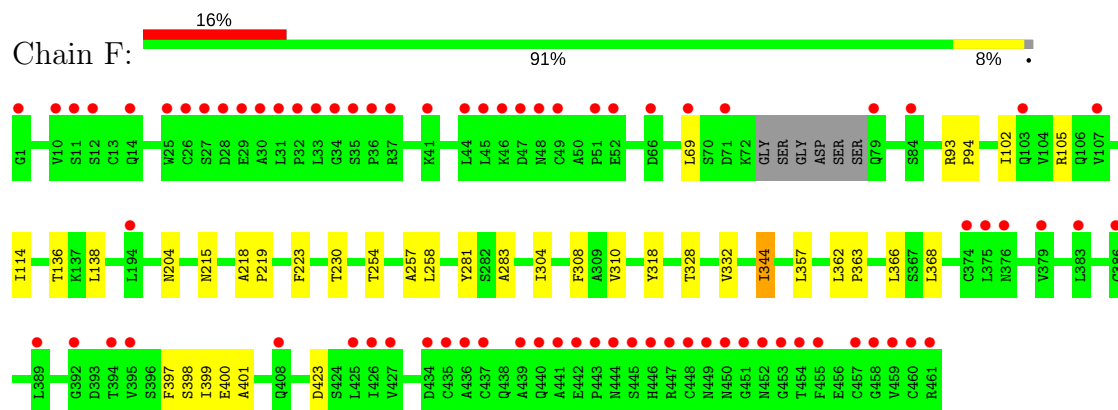 16%
Chain F:
91% 8% •
G1 V10 S11 S12 C13 Q14 W25 C26 S27 D28 E29 A30 L31 P32 L33 G34 S35 P36 R37 K41 L44 L45 K46 D47 N48 C49 A50 P51 E52 D66 L69 S70 D71 K72 GLY SER GLY ASP SER SER Q79 S84 R93 P94 I102 Q103 V104 R105 Q106 V107
I114 T136 K137 L138 L194 N204 N215 A218 P219 F223 T230 T254 A257 L258 Y281 S282 A283 I304 F308 A309 V310 Y318 T328 V332 I344 L357 L362 P363 L366 S367 L368 C374 L375 N376 V379 L383
L389 G392 D393 T394 V395 S396 F397 S398 I399 E400 A401 Q408 D423 S424 L425 I426 V427 D434 C435 A436 C437 Q438 A439 Q440 A441 E442 P443 N444 S445 H446 R447 C448 N449 N450 G451 N452 G453 T454 F455 E456 C457 G458 V459 C460 R461